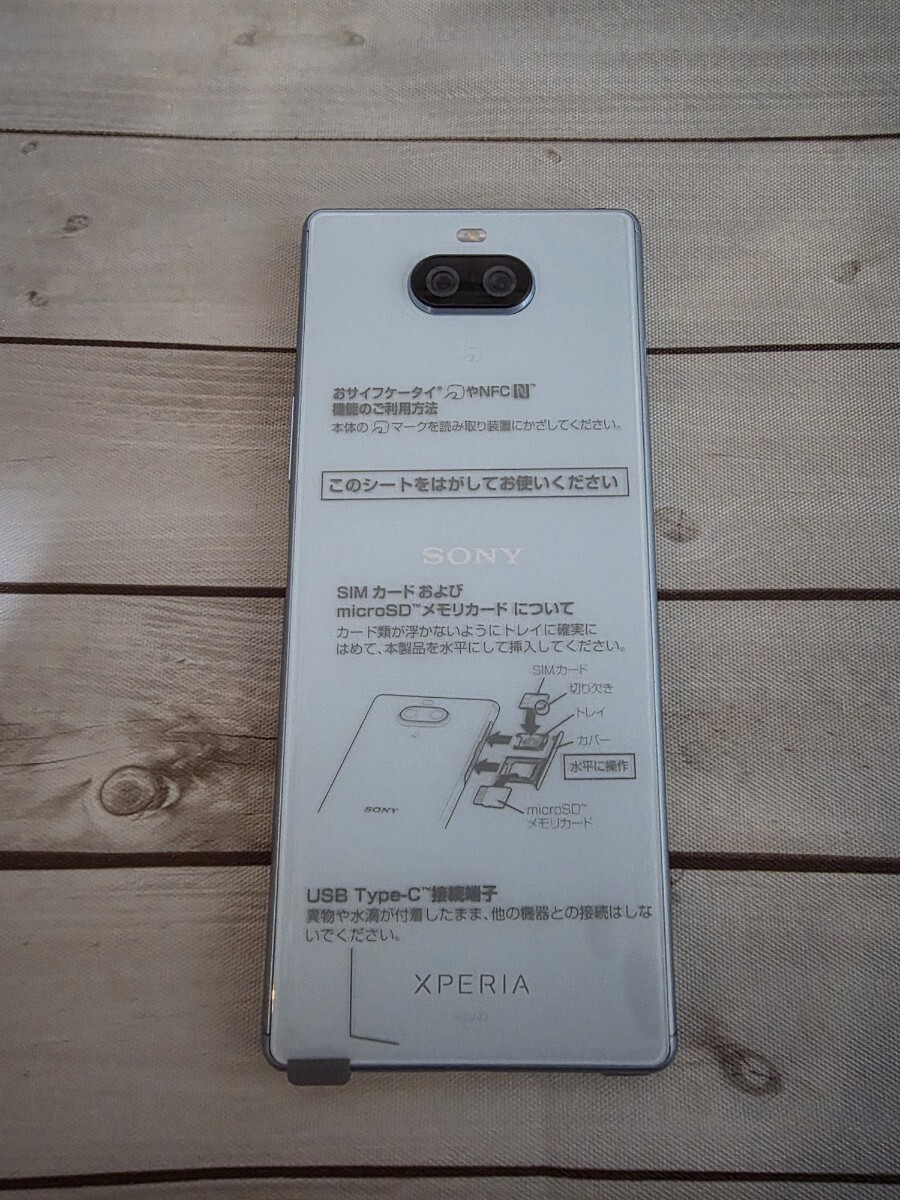 おサイフケータイ®やNFC™
機能のご利用方法
本体のマークを読み取り装置にかざしてください。
このシートをはがしてお使いください
SONY
SIMカードおよび
microSD™メモリカードについて
カード類が浮かないようにトレイに確実に
はめて、本製品を水平にして挿入してください。
SIMカード
切り欠き
トレイ
カバー
水平に操作
microSD™
メモリカード
SONY
USB Type-C™接続端子
異物や水滴が付着したまま、他の機器との接続はしな
いでください。
XPERIA